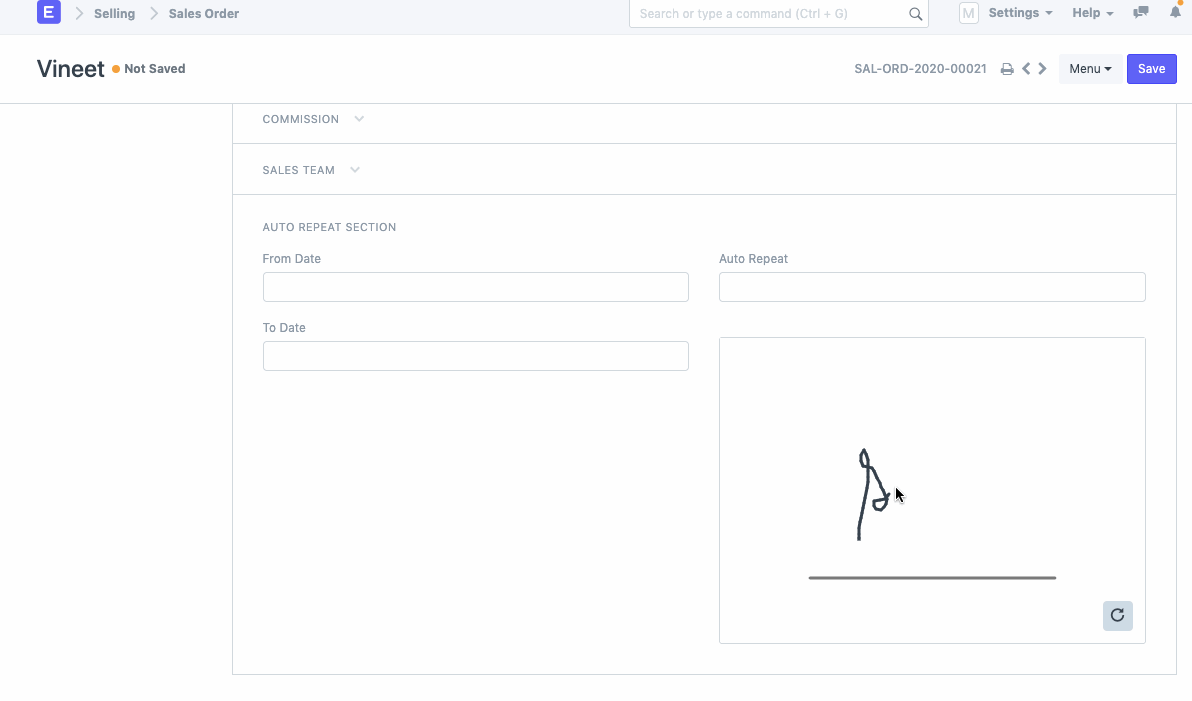 E Selling Sales Order Search or type a command (Ctrl + G) M Settings Help
Vineet Not Saved SAL-ORD-2020-00021 Menu Save
COMMISSION
SALES TEAM
AUTO REPEAT SECTION
From Date Auto Repeat
To Date